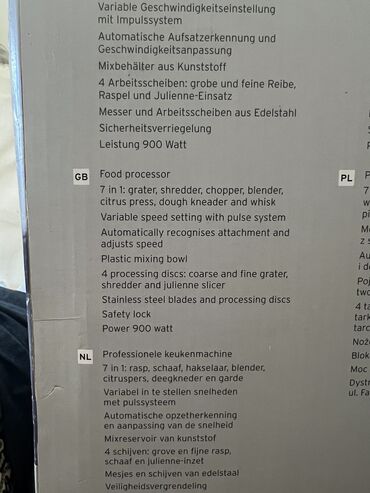 Variable Geschwindigkeitseinstellung
mit Impulssystem
Automatische Aufsatzerkennung und
Geschwindigkeitsanpassung
Mixbehälter aus Kunststoff
4 Arbeitsscheiben: grobe und feine Reibe,
Raspel und Julienne-Einsatz
Messer und Arbeitsscheiben aus Edelstahl
Sicherheitsverriegelung
Leistung 900 Watt
GB Food processor
7 in 1: grater, shredder, chopper, blender,
citrus press, dough kneader and whisk
Variable speed setting with pulse system
Automatically recognises attachment and
adjusts speed
Plastic mixing bowl
4 processing discs: coarse and fine grater,
shredder and julienne slicer
Stainless steel blades and processing discs
Safety lock
Power 900 watt
NL Professionele keukenmachine
7 in 1: rasp, schaaf, hakselaar, blender,
citruspers, deegkneder en garde
Variabel in te stellen snelheden
met pulssysteem
Automatische opzetherkenning
en aanpassing van de snelheid
Mixreservoir van kunststof
4 schijven: grove en fijne rasp,
schaaf en julienne-inzet
Mesjes en schijven van edelstaal
Veiligheidsvergrendeling
PL
Moc
ul. Fa